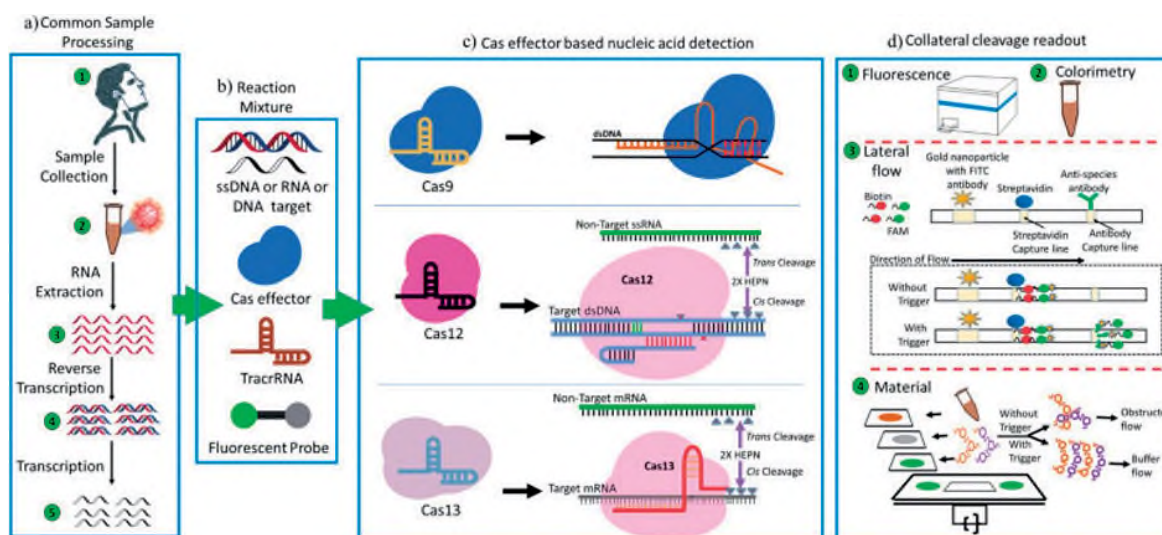 a) Common Sample
Processing
1
Sample
Collection
2
RNA
Extraction
3
Reverse
Transcription
4
Transcription
5
b) Reaction
Mixture
ssDNA or RNA or
DNA target
Cas effector
TracrRNA
Fluorescent Probe
c) Cas effector based nucleic acid detection
Cas9
dsDNA
Cas12
Non-Target ssRNA
Trans Cleavage
2X HEPN
Cis Cleavage
Cas12
Target dsDNA
Cas13
Non-Target mRNA
Trans Cleavage
2X HEPN
Cis Cleavage
Cas13
Target mRNA
d) Collateral cleavage readout
1 Fluorescence
2 Colorimetry
3 Lateral
flow
Gold nanoparticle
with FITC
antibody
Streptavidin
Anti-species
antibody
Biotin
FAM
Streptavidin
Capture line
Antibody
Capture line
Direction of Flow
Without
Trigger
With
Trigger
4 Material
Without
Trigger
With
Trigger
Obstructe
flow
Buffer
flow